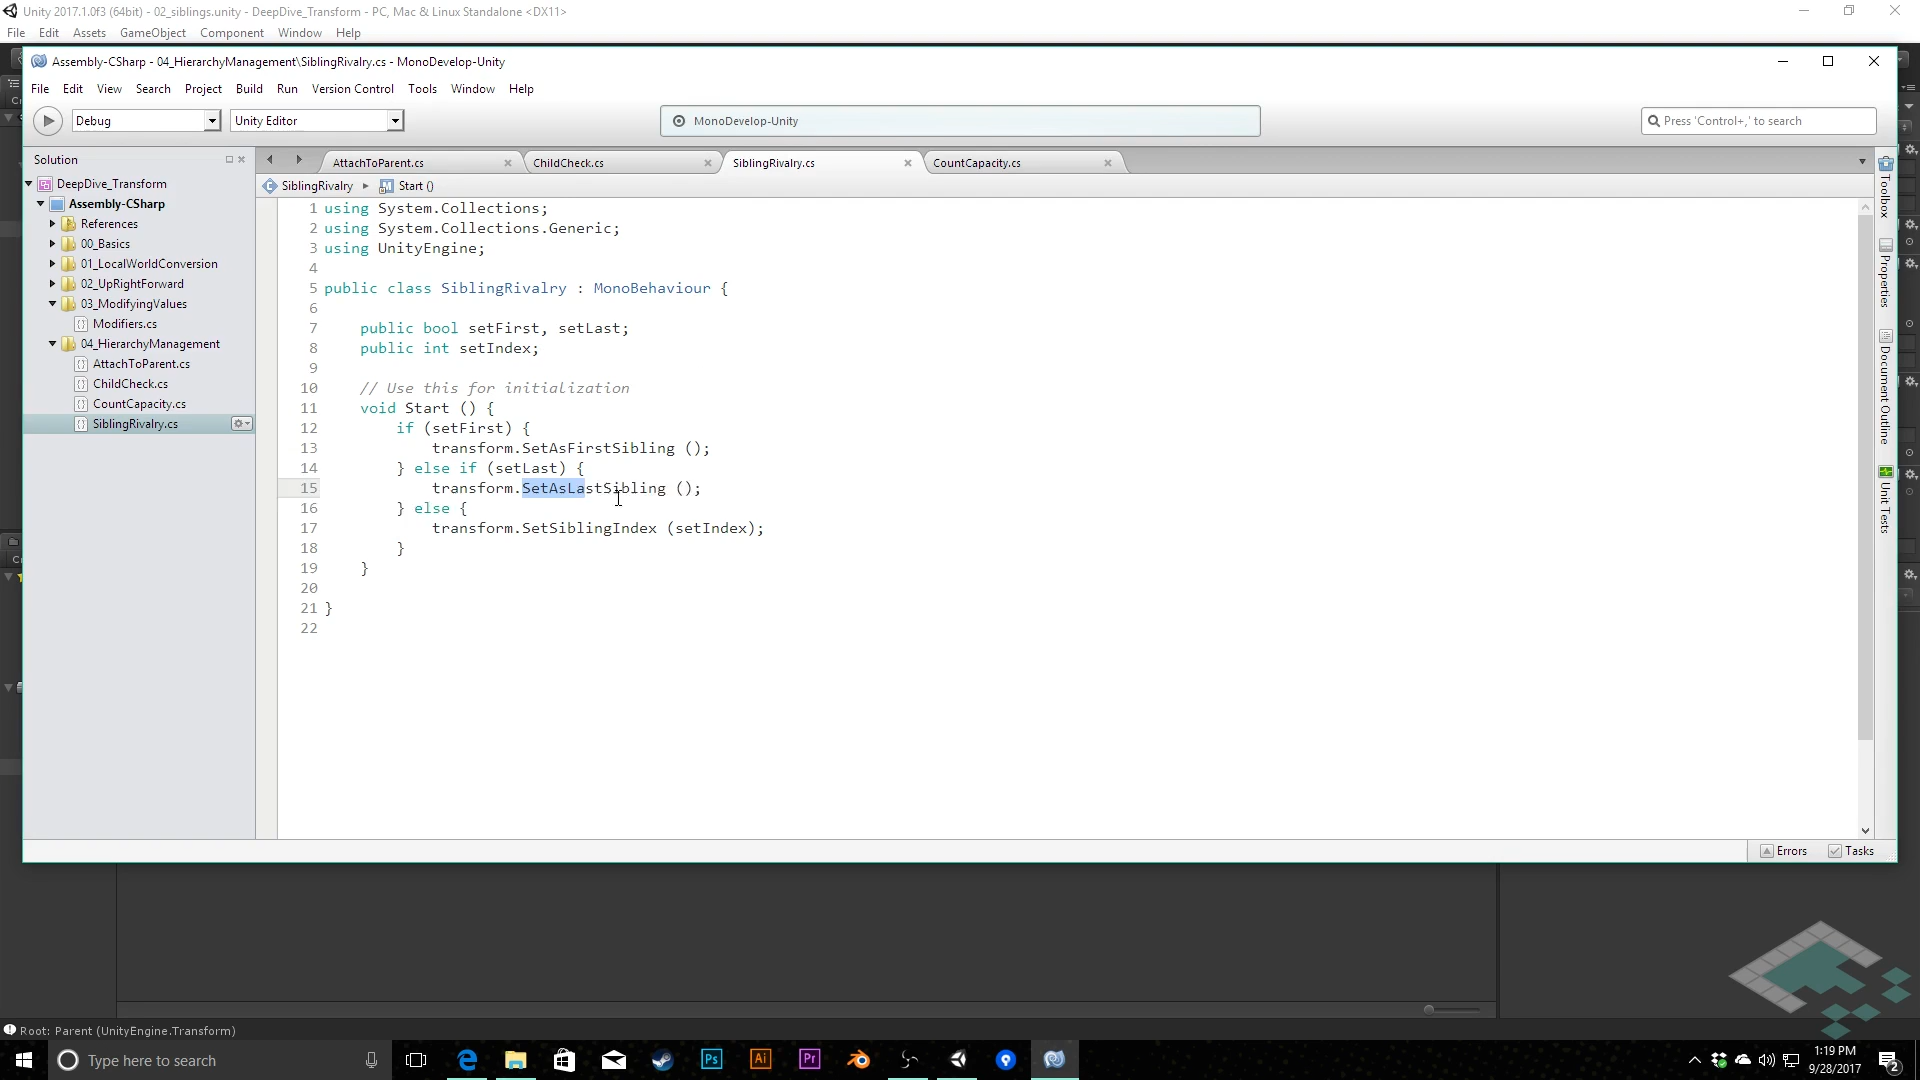 Unity 2017.1.0f3 (64bit) - 02_siblings.unity - DeepDive_Transform - PC, Mac & Linux Standalone <DX11>
File Edit Assets GameObject Component Window Help
Assembly-CSharp - 04_HierarchyManagement\SiblingRivalry.cs - MonoDevelop-Unity
File Edit View Search Project Build Run Version Control Tools Window Help
Debug Unity Editor MonoDevelop-Unity Press 'Control+,' to search
Solution
DeepDive_Transform
Assembly-CSharp
References
00_Basics
01_LocalWorldConversion
02_UpRightForward
03_ModifyingValues
Modifiers.cs
04_HierarchyManagement
AttachToParent.cs
ChildCheck.cs
CountCapacity.cs
SiblingRivalry.cs
AttachToParent.cs ChildCheck.cs SiblingRivalry.cs CountCapacity.cs
SiblingRivalry Start ()
1 using System.Collections;
2 using System.Collections.Generic;
3 using UnityEngine;
4
5 public class SiblingRivalry : MonoBehaviour {
6
7 public bool setFirst, setLast;
8 public int setIndex;
9
10 // Use this for initialization
11 void Start () {
12 if (setFirst) {
13 transform.SetAsFirstSibling ();
14 } else if (setLast) {
15 transform.SetAsLastSibling ();
16 } else {
17 transform.SetSiblingIndex (setIndex);
18 }
19 }
20
21 }
22
Toolbox
Properties
Document Outline
Unit Tests
Errors Tasks
Root: Parent (UnityEngine.Transform)
Type here to search
Ps
Ai
Pr
1:19 PM
9/28/2017
2